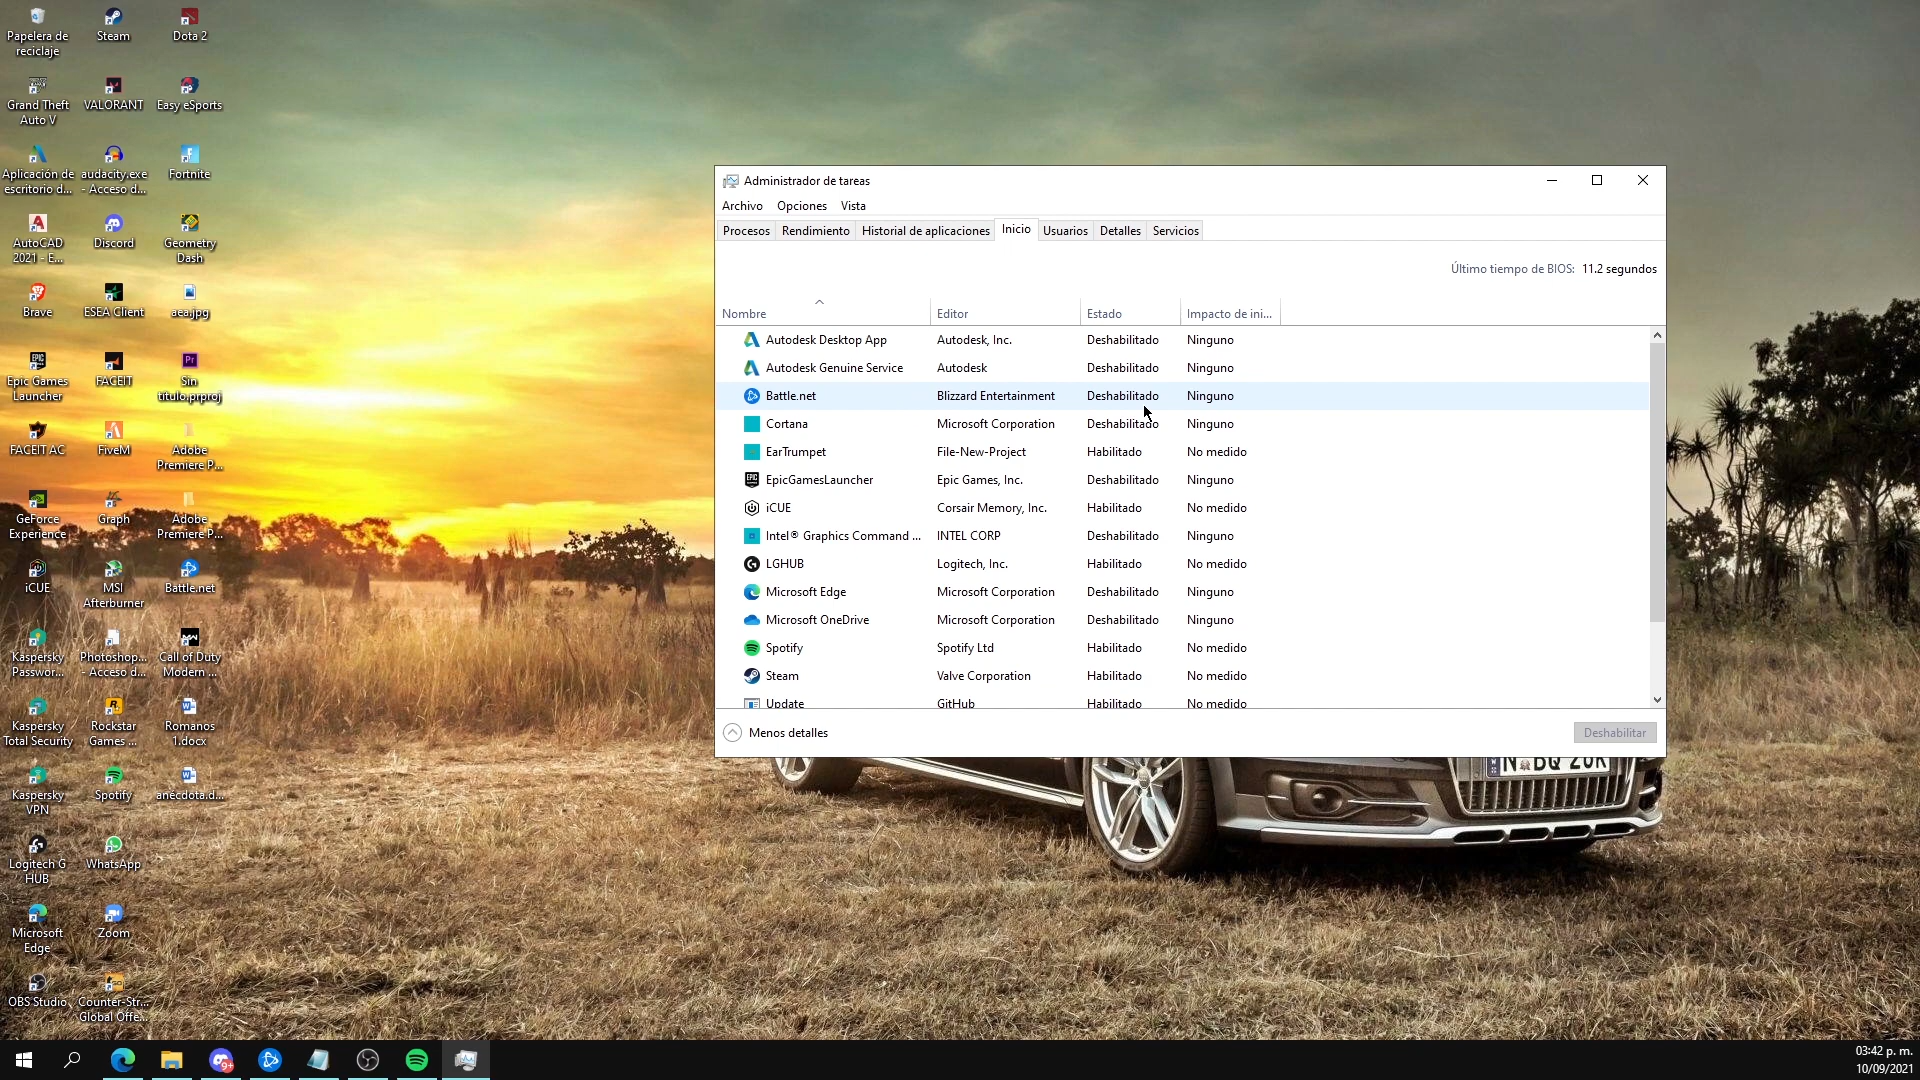 Papelera de
reciclaje
Steam
Dota 2
Grand Theft
Auto V
VALORANT
Easy eSports
Aplicación de
escritorio d...
audacity.exe
- Acceso d...
Fortnite
AutoCAD
2021 - E...
Discord
Geometry
Dash
Brave
ESEA Client
aea.jpg
Epic Games
Launcher
FACEIT
Sin
título.prproj
FACEIT AC
FiveM
Adobe
Premiere P...
GeForce
Experience
Graph
Adobe
Premiere P...
iCUE
MSI
Afterburner
Battle.net
Kaspersky
Passwor...
Photoshop...
- Acceso d...
Call of Duty
Modern ...
Kaspersky
Total Security
Rockstar
Games ...
Romanos
1.docx
Kaspersky
VPN
Spotify
anécdota.d...
Logitech G
HUB
WhatsApp
Microsoft
Edge
Zoom
OBS Studio
Counter-Str...
Global Offe...
Administrador de tareas
Archivo Opciones Vista
Procesos Rendimiento Historial de aplicaciones Inicio Usuarios Detalles Servicios
Último tiempo de BIOS: 11.2 segundos
Nombre Editor Estado Impacto de ini...
Autodesk Desktop App Autodesk, Inc. Deshabilitado Ninguno
Autodesk Genuine Service Autodesk Deshabilitado Ninguno
Battle.net Blizzard Entertainment Deshabilitado Ninguno
Cortana Microsoft Corporation Deshabilitado Ninguno
EarTrumpet File-New-Project Habilitado No medido
EpicGamesLauncher Epic Games, Inc. Deshabilitado Ninguno
iCUE Corsair Memory, Inc. Habilitado No medido
Intel® Graphics Command ... INTEL CORP Deshabilitado Ninguno
LGHUB Logitech, Inc. Habilitado No medido
Microsoft Edge Microsoft Corporation Deshabilitado Ninguno
Microsoft OneDrive Microsoft Corporation Deshabilitado Ninguno
Spotify Spotify Ltd Habilitado No medido
Steam Valve Corporation Habilitado No medido
Update GitHub Habilitado No medido
Menos detalles Deshabilitar
9+
03:42 p. m.
10/09/2021